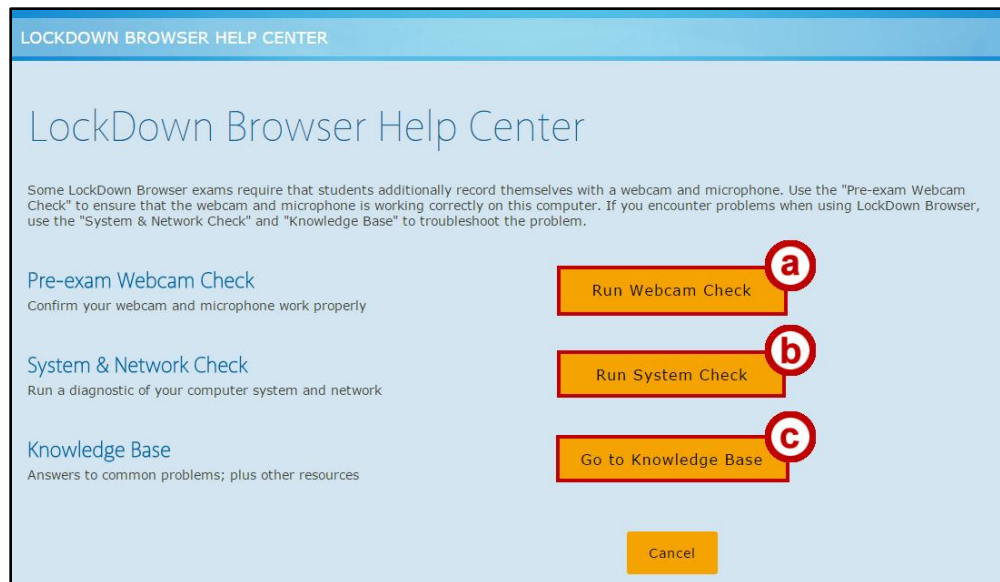 LOCKDOWN BROWSER HELP CENTER
LockDown Browser Help Center
Some LockDown Browser exams require that students additionally record themselves with a webcam and microphone. Use the "Pre-exam Webcam
Check" to ensure that the webcam and microphone is working correctly on this computer. If you encounter problems when using LockDown Browser,
use the "System & Network Check" and "Knowledge Base" to troubleshoot the problem.
Pre-exam Webcam Check
Confirm your webcam and microphone work properly
Run Webcam Check
a
System & Network Check
Run a diagnostic of your computer system and network
Run System Check
b
Knowledge Base
Answers to common problems; plus other resources
Go to Knowledge Base
c
Cancel